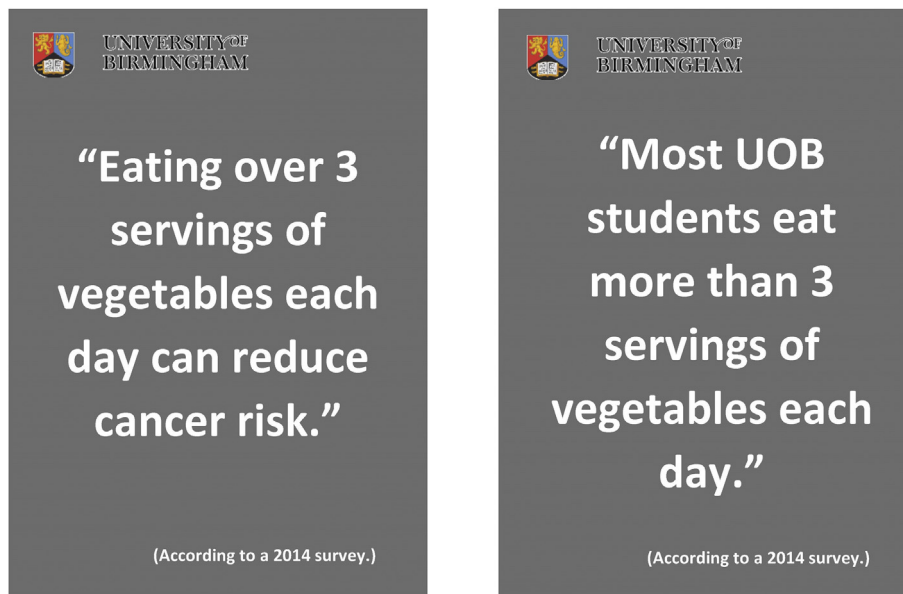 UNIVERSITY OF
BIRMINGHAM
“Eating over 3
servings of
vegetables each
day can reduce
cancer risk.”
(According to a 2014 survey.)
UNIVERSITY OF
BIRMINGHAM
“Most UOB
students eat
more than 3
servings of
vegetables each
day.”
(According to a 2014 survey.)